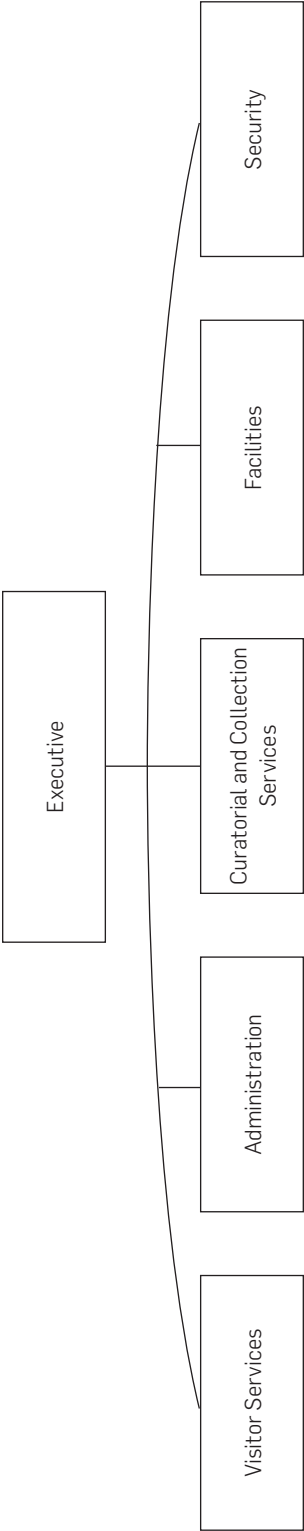 Executive
Visitor Services
Administration
Curatorial and Collection
Services
Facilities
Security